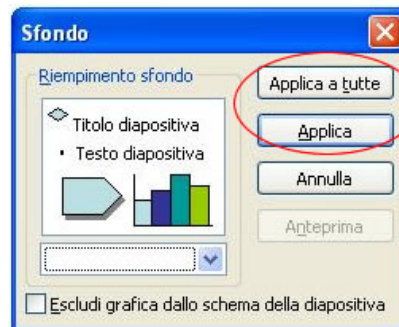 Sfondo
Riempimento sfondo
Titolo diapositiva
• Testo diapositiva
Applica a tutte
Applica
Annulla
Anteprima
Escludi grafica dallo schema della diapositiva